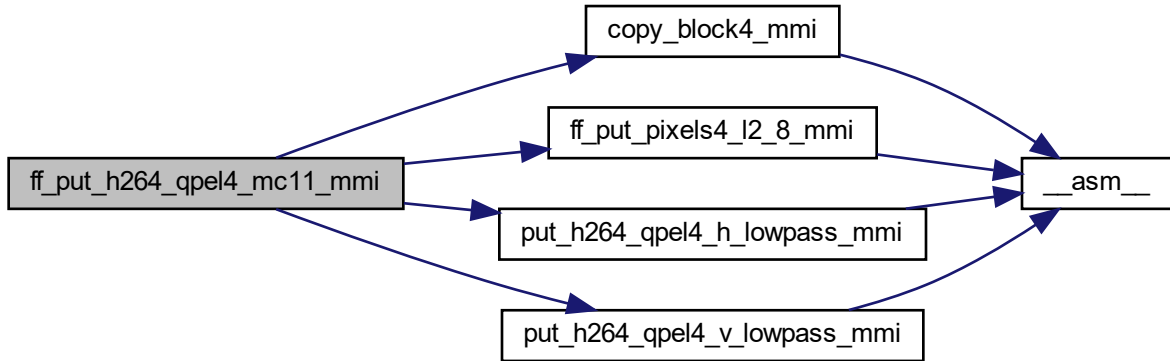 copy_block4_mmi
ff_put_pixels4_l2_8_mmi
ff_put_h264_qpel4_mc11_mmi
__asm__
put_h264_qpel4_h_lowpass_mmi
put_h264_qpel4_v_lowpass_mmi